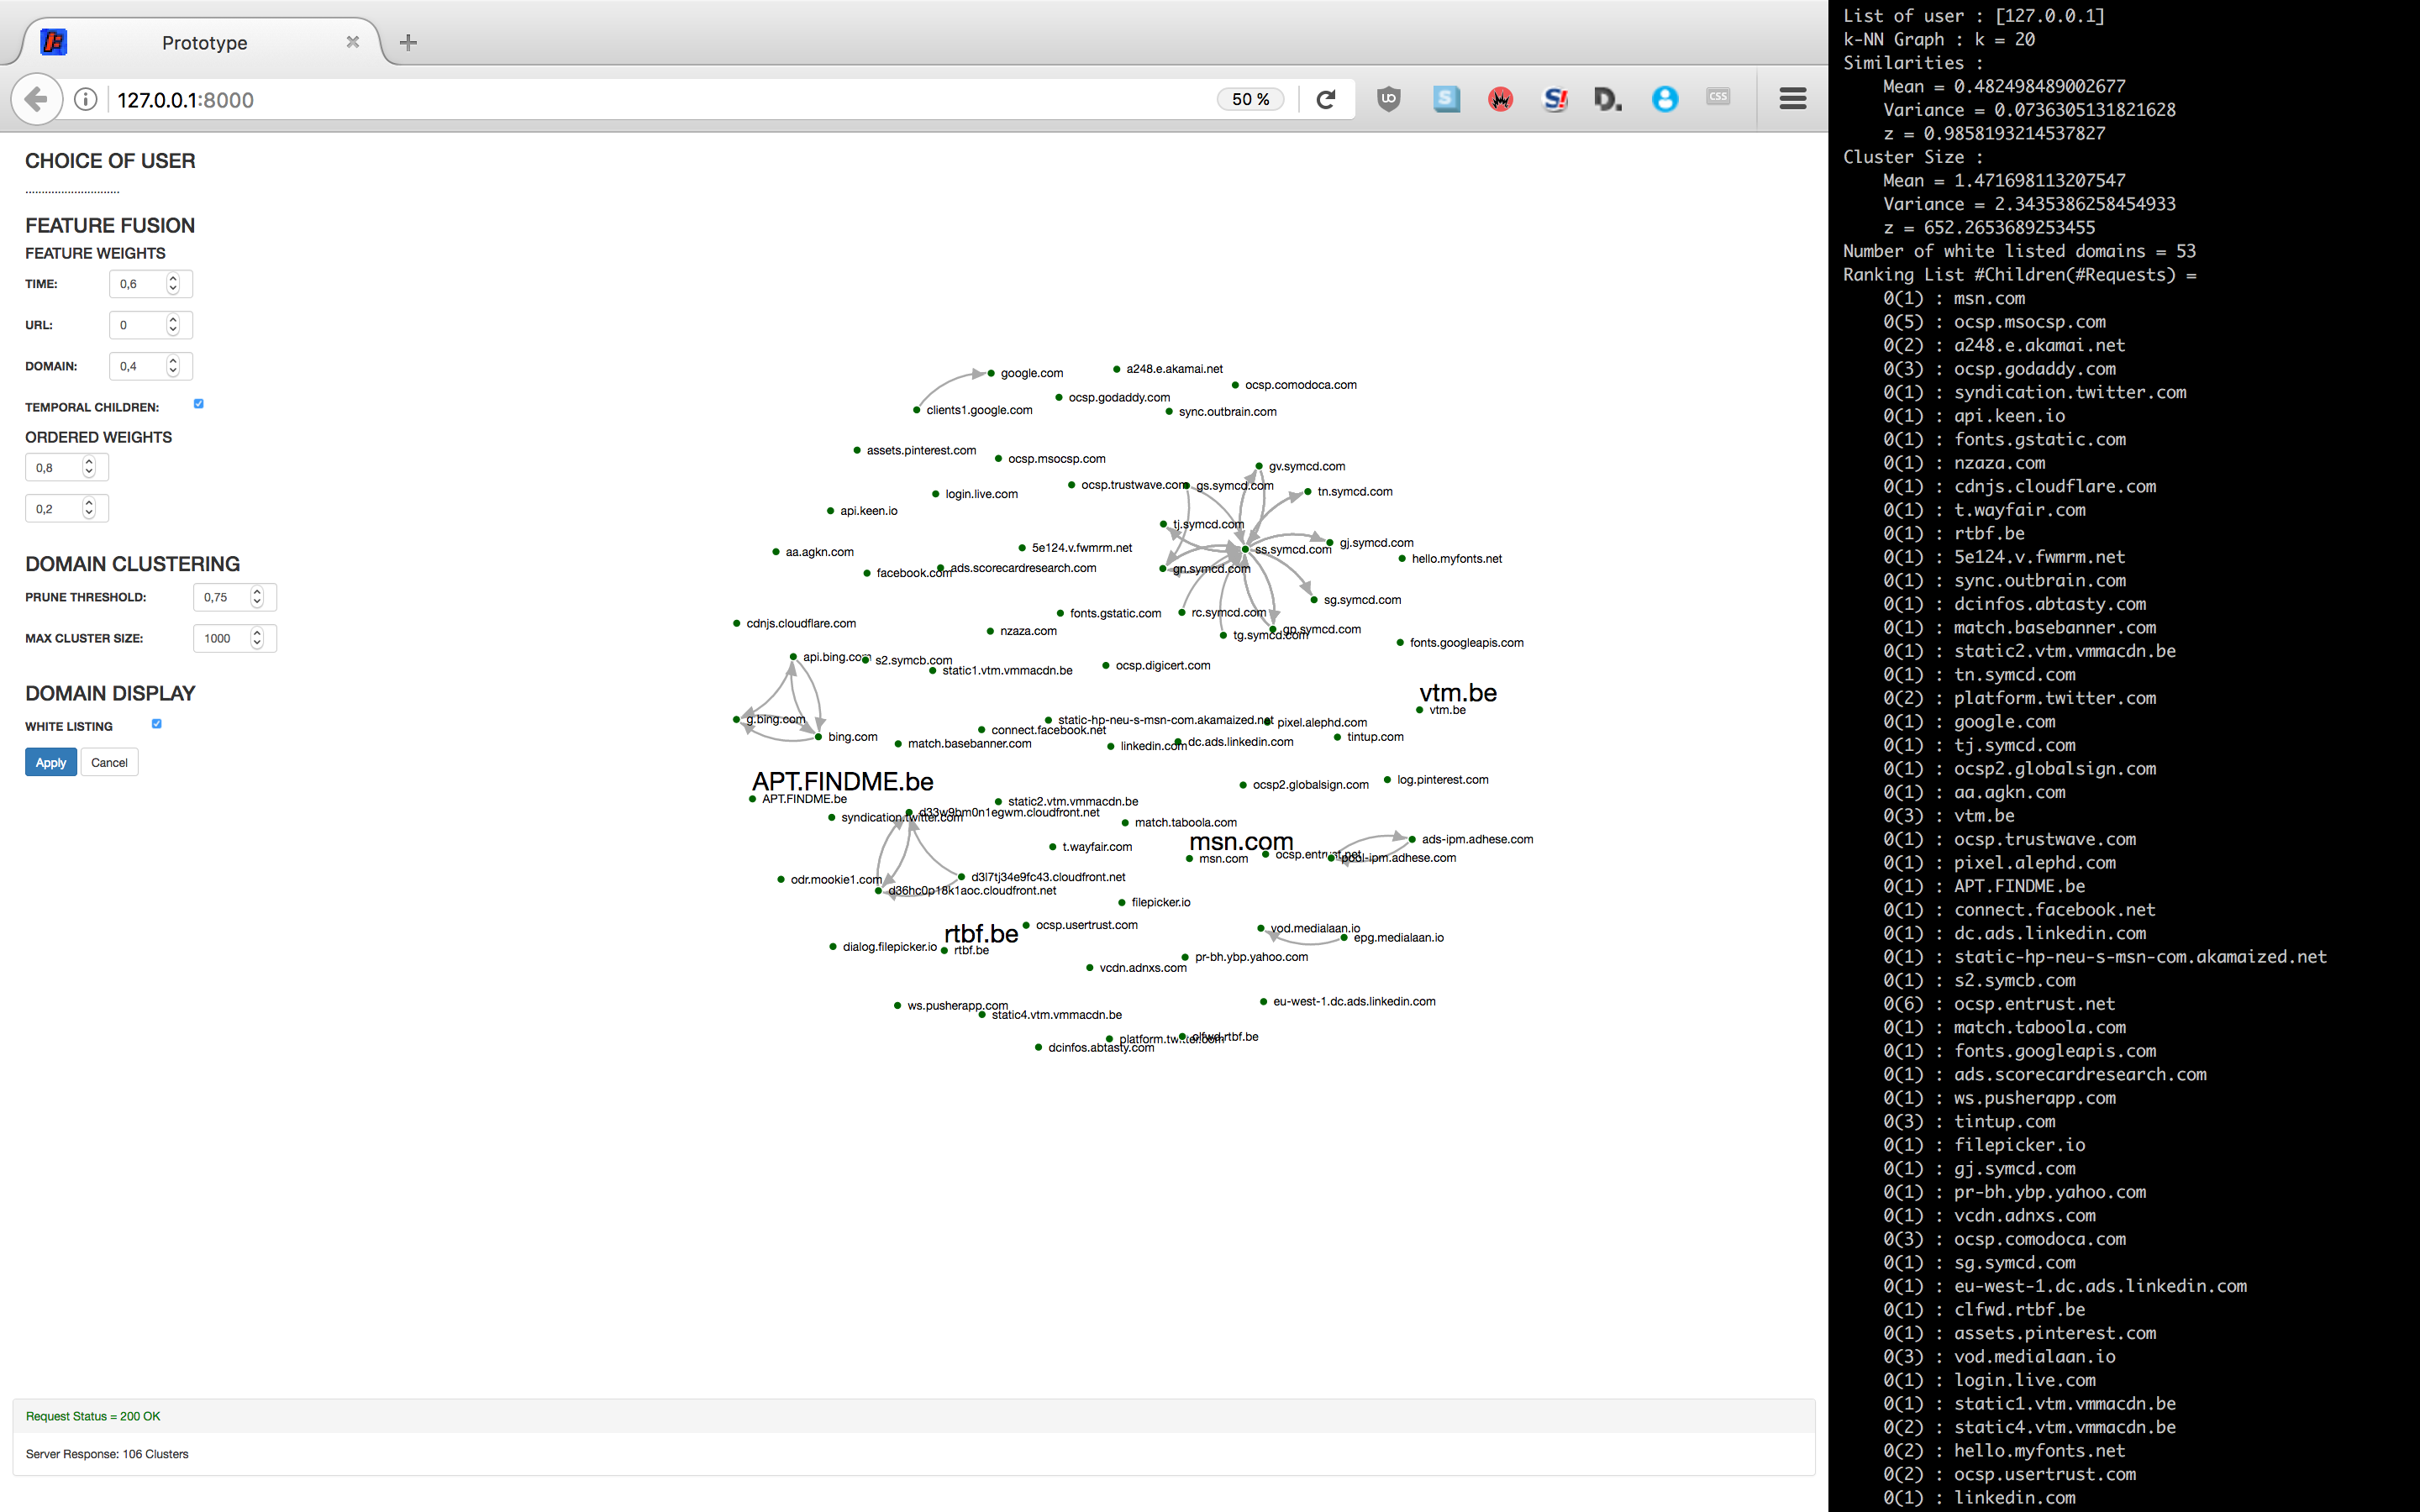 Prototype
127.0.0.1:8000
50 %
CSS
CHOICE OF USER
FEATURE FUSION
FEATURE WEIGHTS
TIME: 0,6
URL: 0
DOMAIN: 0,4
TEMPORAL CHILDREN:
ORDERED WEIGHTS
0,8
0,2
DOMAIN CLUSTERING
PRUNE THRESHOLD: 0,75
MAX CLUSTER SIZE: 1000
DOMAIN DISPLAY
WHITE LISTING
Apply Cancel
google.com
a248.e.akamai.net
ocsp.comodoca.com
ocsp.godaddy.com
clients1.google.com
sync.outbrain.com
assets.pinterest.com
ocsp.msocsp.com
gv.symcd.com
ocsp.trustwave.com
gs.symcd.com
tn.symcd.com
login.live.com
api.keen.io
tj.symcd.com
aa.agkn.com
5e124.v.fwmrm.net
ss.symcd.com
gj.symcd.com
hello.myfonts.net
facebook.com
ads.scorecardresearch.com
gn.symcd.com
sg.symcd.com
cdnjs.cloudflare.com
fonts.gstatic.com
rc.symcd.com
nzaza.com
tg.symcd.com
gp.symcd.com
fonts.googleapis.com
api.bing.com
s2.symcb.com
static1.vtm.vmmacdn.be
ocsp.digicert.com
vtm.be
vtm.be
g.bing.com
static-hp-neu-s-msn-com.akamaized.net
pixel.alephd.com
connect.facebook.net
bing.com
match.basebanner.com
linkedin.com
dc.ads.linkedin.com
tintup.com
APT.FINDME.be
APT.FINDME.be
ocsp2.globalsign.com
log.pinterest.com
static2.vtm.vmmacdn.be
syndication.twitter.com
d33w9bm0n1egwm.cloudfront.net
match.taboola.com
msn.com
msn.com
t.wayfair.com
ocsp.entrust.net
ads-ipm.adhese.com
pool-ipm.adhese.com
odr.mookie1.com
d3l7tj34e9fc43.cloudfront.net
d36hc0p18k1aoc.cloudfront.net
filepicker.io
rtbf.be
rtbf.be
ocsp.usertrust.com
vod.medialaan.io
epg.medialaan.io
dialog.filepicker.io
pr-bh.ybp.yahoo.com
vcdn.adnxs.com
ws.pusherapp.com
static4.vtm.vmmacdn.be
eu-west-1.dc.ads.linkedin.com
platform.twitter.com
clfwd.rtbf.be
dcinfos.abtasty.com
Request Status = 200 OK
Server Response: 106 Clusters
List of user : [127.0.0.1]
k-NN Graph : k = 20
Similarities :
Mean = 0.482498489002677
Variance = 0.0736305131821628
z = 0.9858193214537827
Cluster Size :
Mean = 1.471698113207547
Variance = 2.3435386258454933
z = 652.2653689253455
Number of white listed domains = 53
Ranking List #Children(#Requests) =
0(1) : msn.com
0(5) : ocsp.msocsp.com
0(2) : a248.e.akamai.net
0(3) : ocsp.godaddy.com
0(1) : syndication.twitter.com
0(1) : api.keen.io
0(1) : fonts.gstatic.com
0(1) : nzaza.com
0(1) : cdnjs.cloudflare.com
0(1) : t.wayfair.com
0(1) : rtbf.be
0(1) : 5e124.v.fwmrm.net
0(1) : sync.outbrain.com
0(1) : dcinfos.abtasty.com
0(1) : match.basebanner.com
0(1) : static2.vtm.vmmacdn.be
0(1) : tn.symcd.com
0(2) : platform.twitter.com
0(1) : google.com
0(1) : tj.symcd.com
0(1) : ocsp2.globalsign.com
0(1) : aa.agkn.com
0(3) : vtm.be
0(1) : ocsp.trustwave.com
0(1) : pixel.alephd.com
0(1) : APT.FINDME.be
0(1) : connect.facebook.net
0(1) : dc.ads.linkedin.com
0(1) : static-hp-neu-s-msn-com.akamaized.net
0(1) : s2.symcb.com
0(6) : ocsp.entrust.net
0(1) : match.taboola.com
0(1) : fonts.googleapis.com
0(1) : ads.scorecardresearch.com
0(1) : ws.pusherapp.com
0(3) : tintup.com
0(1) : filepicker.io
0(1) : gj.symcd.com
0(1) : pr-bh.ybp.yahoo.com
0(1) : vcdn.adnxs.com
0(3) : ocsp.comodoca.com
0(1) : sg.symcd.com
0(1) : eu-west-1.dc.ads.linkedin.com
0(1) : clfwd.rtbf.be
0(1) : assets.pinterest.com
0(3) : vod.medialaan.io
0(1) : login.live.com
0(1) : static1.vtm.vmmacdn.be
0(2) : static4.vtm.vmmacdn.be
0(2) : hello.myfonts.net
0(2) : ocsp.usertrust.com
0(1) : linkedin.com